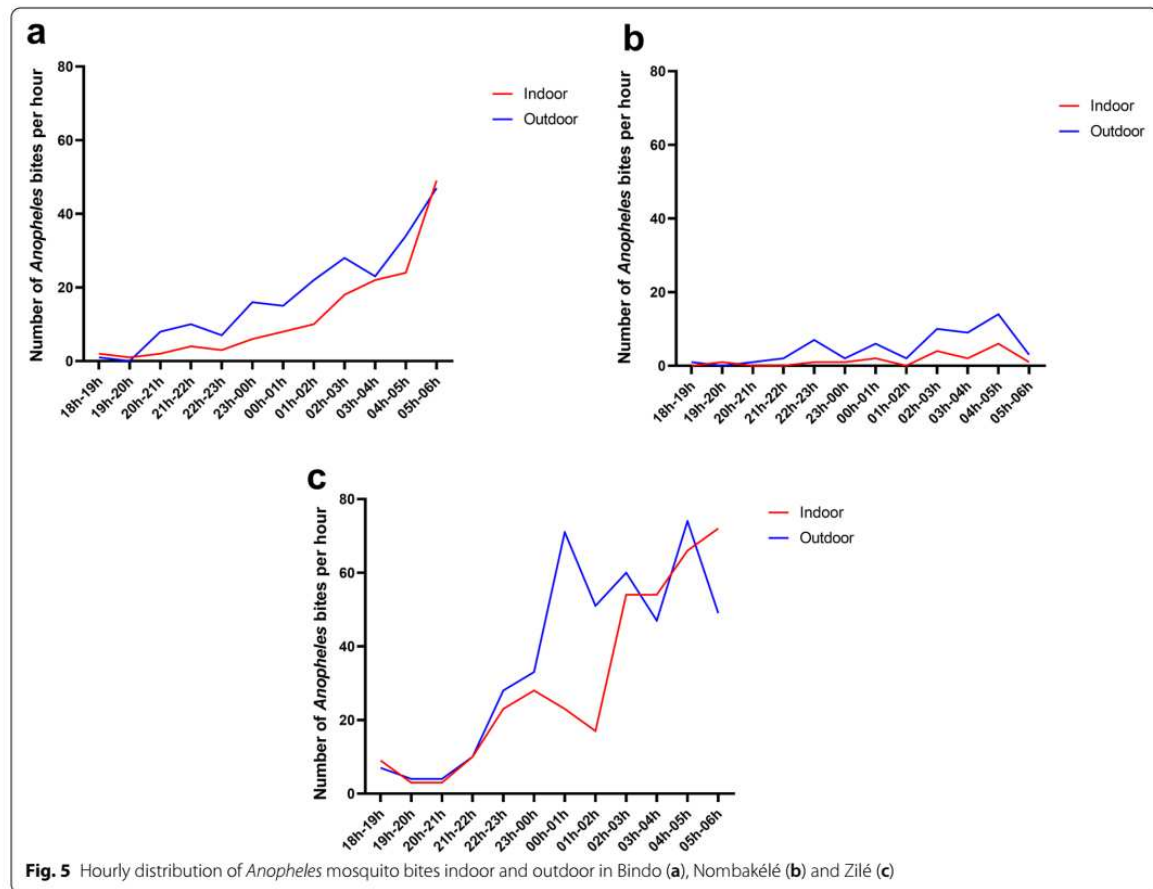 a
Number of Anopheles bites per hour
80
60
40
20
0
18h-19h
19h-20h
20h-21h
21h-22h
22h-23h
23h-00h
00h-01h
01h-02h
02h-03h
03h-04h
04h-05h
05h-06h
Indoor
Outdoor
b
Number of Anopheles bites per hour
80
60
40
20
0
18h-19h
19h-20h
20h-21h
21h-22h
22h-23h
23h-00h
00h-01h
01h-02h
02h-03h
03h-04h
04h-05h
05h-06h
Indoor
Outdoor
c
Number of Anopheles bites per hour
80
60
40
20
0
18h-19h
19h-20h
20h-21h
21h-22h
22h-23h
23h-00h
00h-01h
01h-02h
02h-03h
03h-04h
04h-05h
05h-06h
Indoor
Outdoor
Fig. 5 Hourly distribution of Anopheles mosquito bites indoor and outdoor in Bindo (a), Nombakélé (b) and Zilé (c)